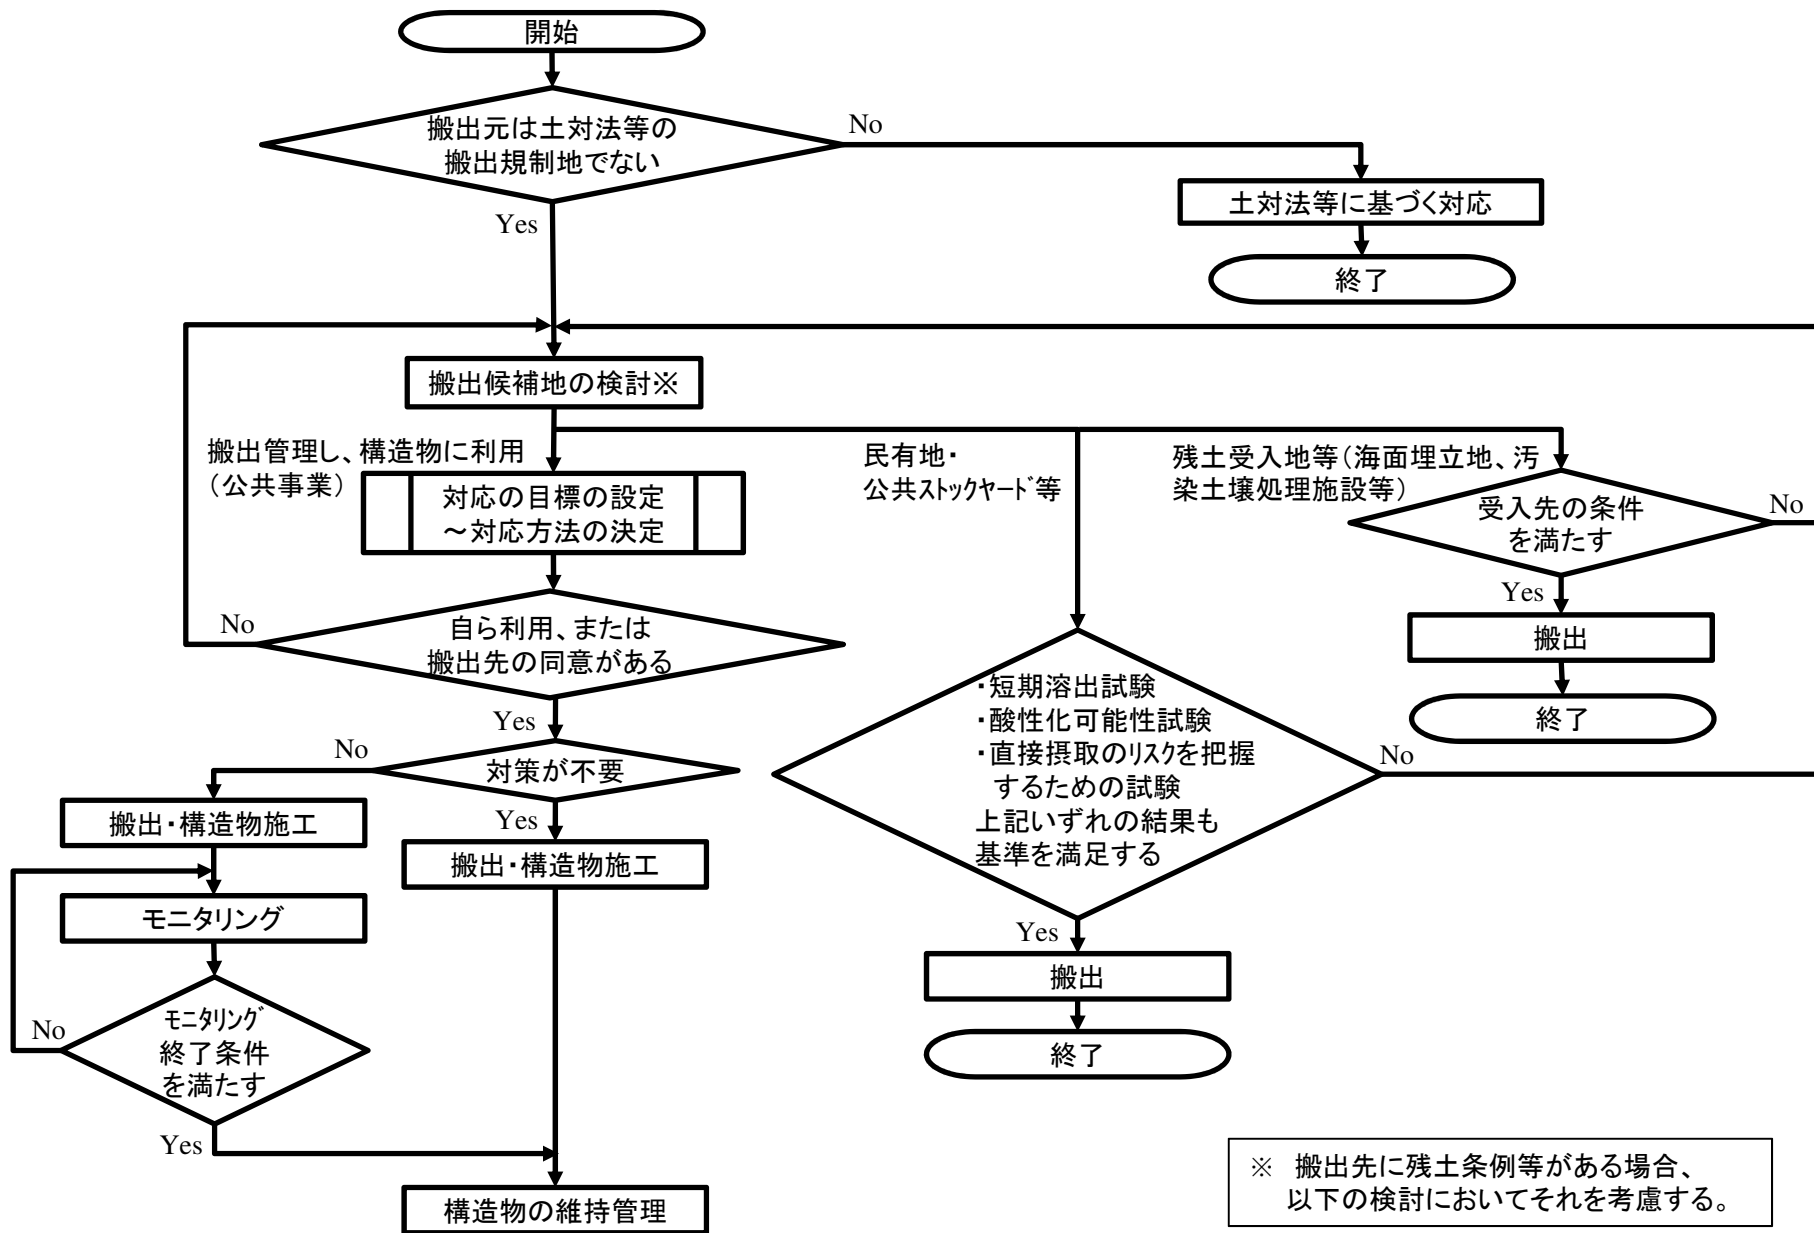 開始
搬出元は土対法等の
搬出規制地でない
No
Yes
土対法等に基づく対応
終了
搬出候補地の検討※
搬出管理し、構造物に利用
（公共事業）
民有地・
公共ｽﾄｯｸﾔｰﾄﾞ等
残土受入地等（海面埋立地、汚
染土壌処理施設等）
対応の目標の設定
～対応方法の決定
受入先の条件
を満たす
No
Yes
搬出
終了
自ら利用、または
搬出先の同意がある
No
Yes
・短期溶出試験
・酸性化可能性試験
・直接摂取のﾘｽｸを把握
するための試験
上記いずれの結果も
基準を満足する
No
Yes
搬出
終了
対策が不要
No
Yes
搬出・構造物施工
搬出・構造物施工
モニタリング
ﾓﾆﾀﾘﾝｸﾞ
終了条件
を満たす
No
Yes
構造物の維持管理
※　搬出先に残土条例等がある場合、
以下の検討においてそれを考慮する。